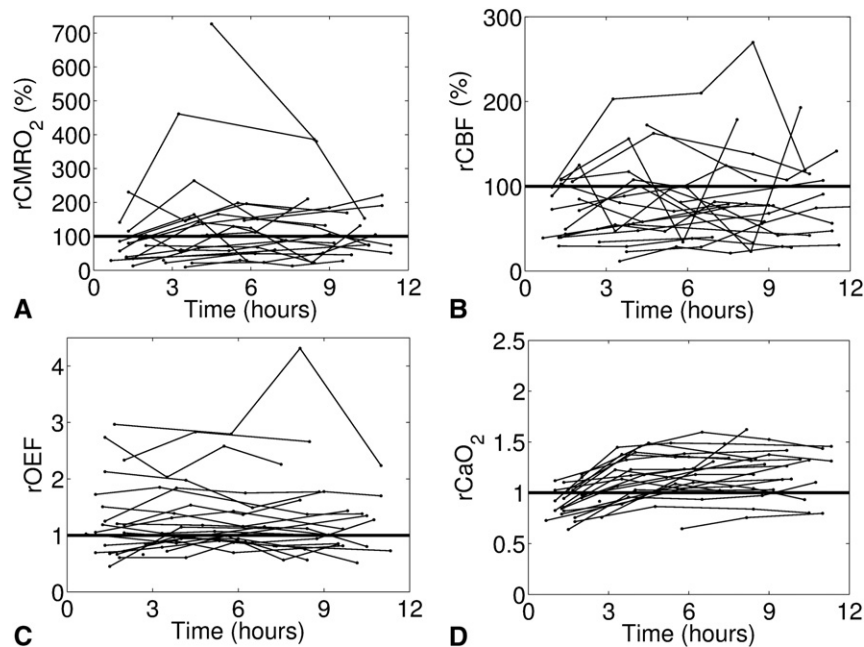 700
600
500
400
300
200
100
0
rCMRO2 (%)
0 3 6 9 12
Time (hours)
A
300
200
100
0
rCBF (%)
0 3 6 9 12
Time (hours)
B
4
3
2
1
0
rOEF
0 3 6 9 12
Time (hours)
C
2.5
2
1.5
1
0.5
0
rCaO2
0 3 6 9 12
Time (hours)
D